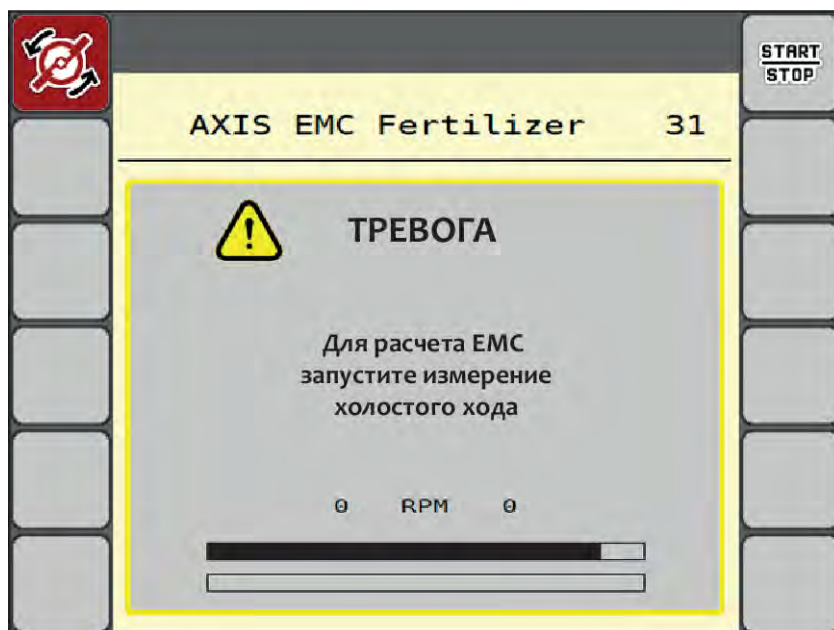 START
STOP
AXIS EMC Fertilizer 31
ТРЕВОГА
Для расчета EMC
запустите измерение
холостого хода
0 RPM 0